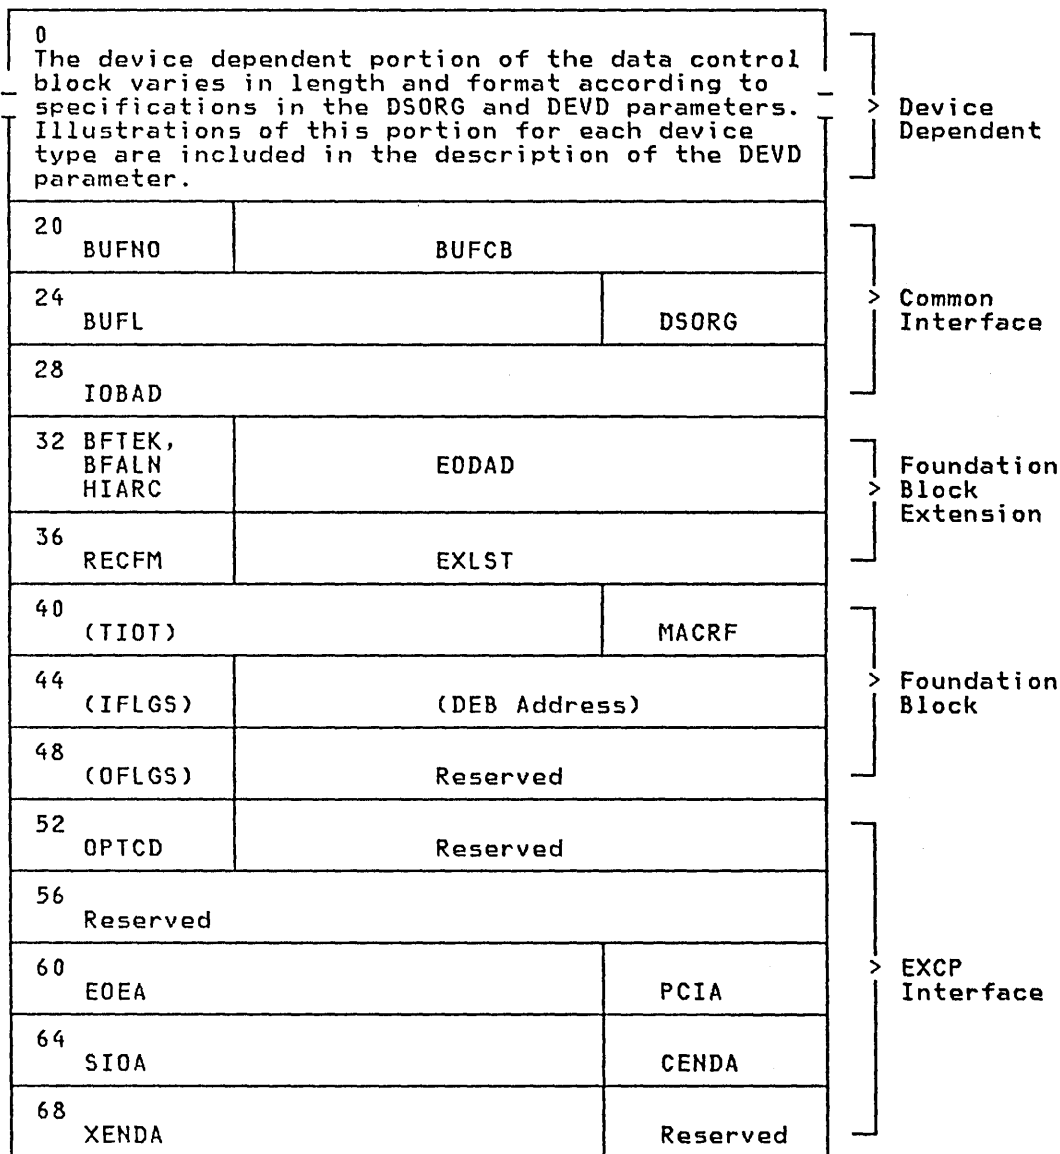 0
The device dependent portion of the data control
block varies in length and format according to
specifications in the DSORG and DEVD parameters.
Illustrations of this portion for each device
type are included in the description of the DEVD
parameter.
> Device
Dependent
20
BUFNO BUFCB
24
BUFL DSORG
> Common
Interface
28
IOBAD
32 BFTEK,
BFALN EODAD
HIARC
Foundation
> Block
Extension
36
RECFM EXLST
40
(TIOT) MACRF
44
(IFLGS) (DEB Address)
> Foundation
Block
48
(OFLGS) Reserved
52
OPTCD Reserved
56
Reserved
60
EOEA PCIA
> EXCP
Interface
64
SIOA CENDA
68
XENDA Reserved